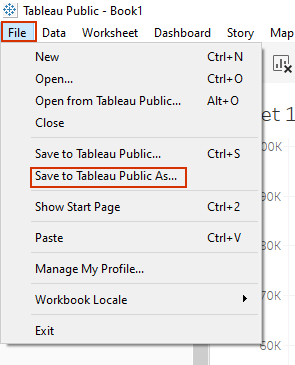 Tableau Public - Book1
File Data Worksheet Dashboard Story Map
New Ctrl+N
Open... Ctrl+O
Open from Tableau Public... Alt+O
Close
Save to Tableau Public... Ctrl+S
Save to Tableau Public As...
Show Start Page Ctrl+2
Paste Ctrl+V
Manage My Profile...
Workbook Locale
Exit
et 1
00K
90K
80K
70K
60K